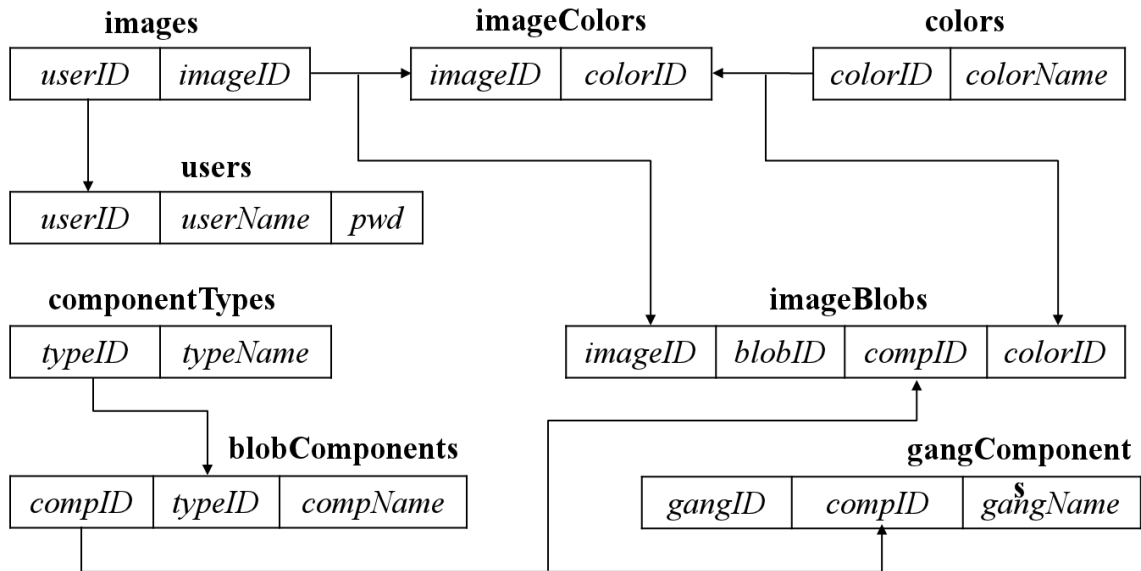 images imageColors colors
userID imageID imageID colorID colorID colorName
users
userID userName pwd
componentTypes imageBlobs
typeID typeName imageID blobID compID colorID
blobComponents gangComponent
s
compID typeID compName gangID compID gangName